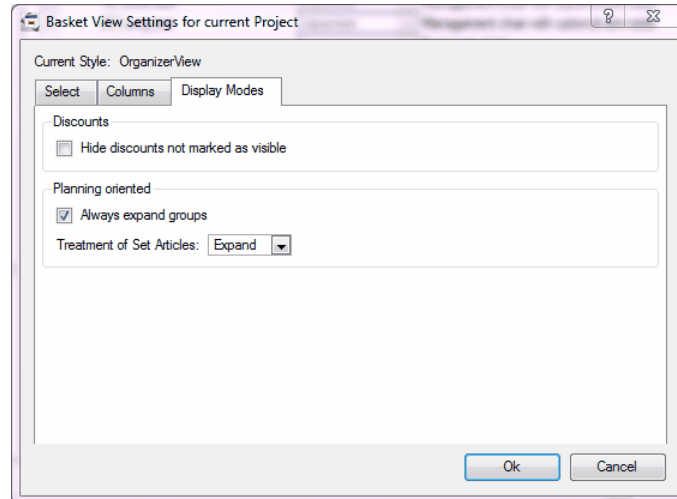 Basket View Settings for current Project
Current Style: OrganizerView
Select Columns Display Modes
Discounts
Hide discounts not marked as visible
Planning oriented
Always expand groups
Treatment of Set Articles: Expand
Ok Cancel